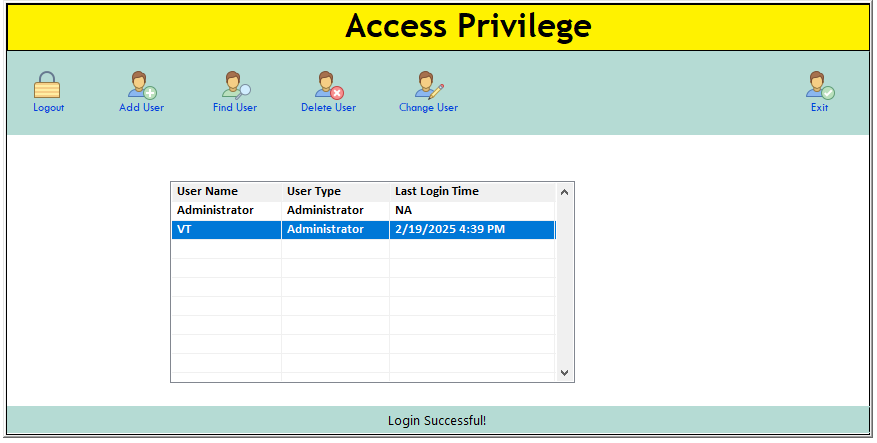 Access Privilege
Logout Add User Find User Delete User Change User Exit
User Name User Type Last Login Time
Administrator Administrator NA
VT Administrator 2/19/2025 4:39 PM
Login Successful!